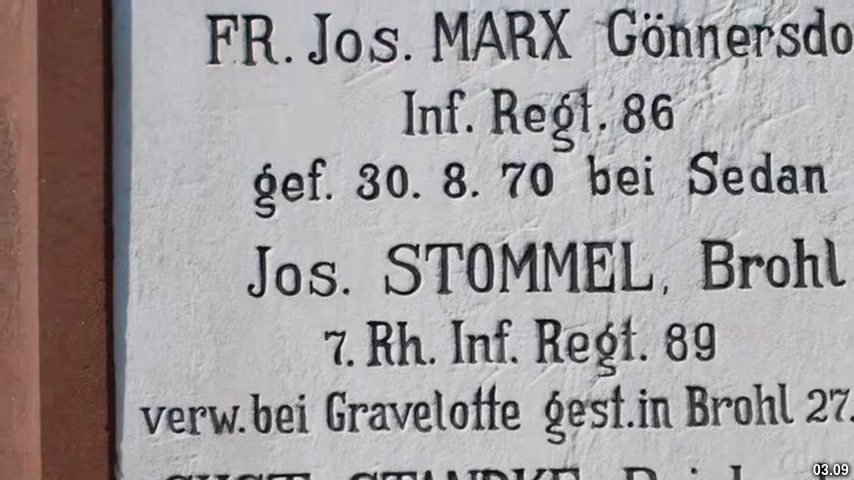 FR. Jos. MARX Gönnersdo
Inf. Regt. 86
gef. 30. 8. 70 bei Sedan
Jos. STOMMEL, Brohl
7. Rh. Inf. Regt. 89
verw. bei Gravelotte gest. in Brohl 27.
03.09